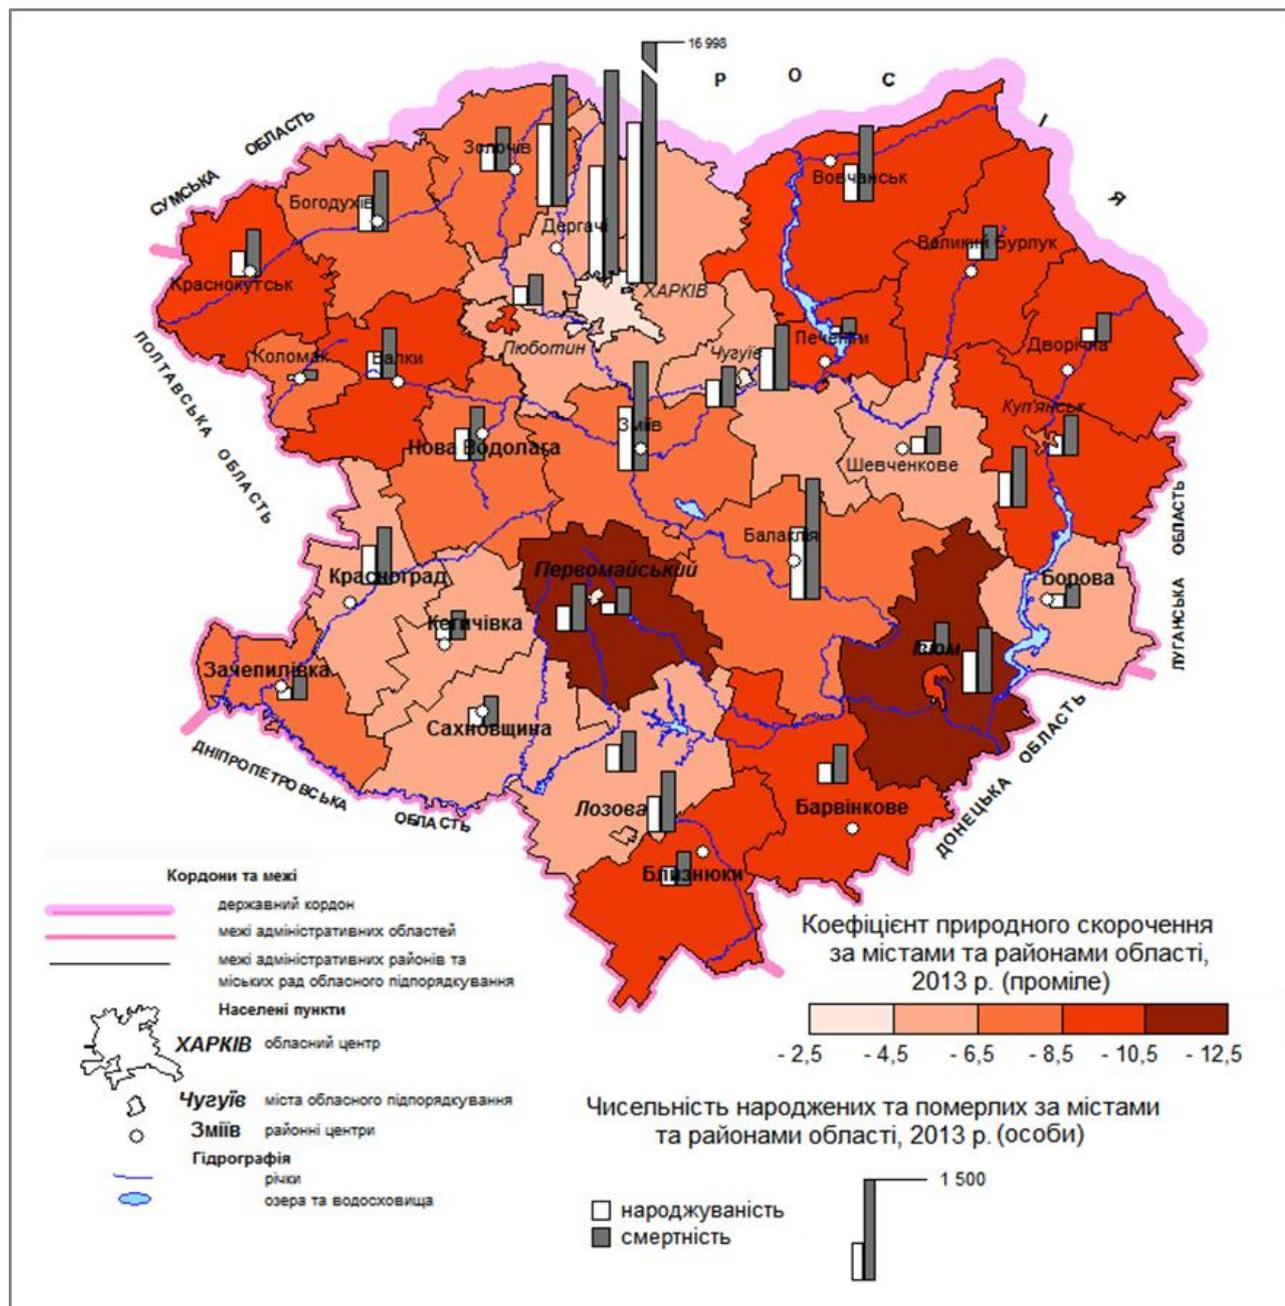 16 998
Р О С І Я
СУМСЬКА ОБЛАСТЬ
Золочів
Вовчанськ
Богодухів
Дергачі
Великий Бурлук
Краснокутськ
ХАРКІВ
ПОЛТАВСЬКА ОБЛАСТЬ
Люботин
Чугуїв
Печеніги
Дворічна
Коломак
Валки
Куп'янськ
Зміїв
Нова Водолага
Шевченкове
ЛУГАНСЬКА ОБЛАСТЬ
Балаклія
Красноград
Первомайський
Борова
Кегичівка
Ізюм
Зачепилівка
Сахновщина
ДНІПРОПЕТРОВСЬКА ОБЛАСТЬ
Лозова
Барвінкове
ДОНЕЦЬКА ОБЛАСТЬ
Близнюки
Кордони та межі
державний кордон
межі адміністративних областей
межі адміністративних районів та
міських рад обласного підпорядкування
Населені пункти
ХАРКІВ обласний центр
Чугуїв міста обласного підпорядкування
Зміїв районні центри
Гідрографія
річки
озера та водосховища
Коефіцієнт природного скорочення
за містами та районами області,
2013 р. (проміле)
- 2,5 - 4,5 - 6,5 - 8,5 - 10,5 - 12,5
Чисельність народжених та померлих за містами
та районами області, 2013 р. (особи)
1 500
народжуваність
смертність